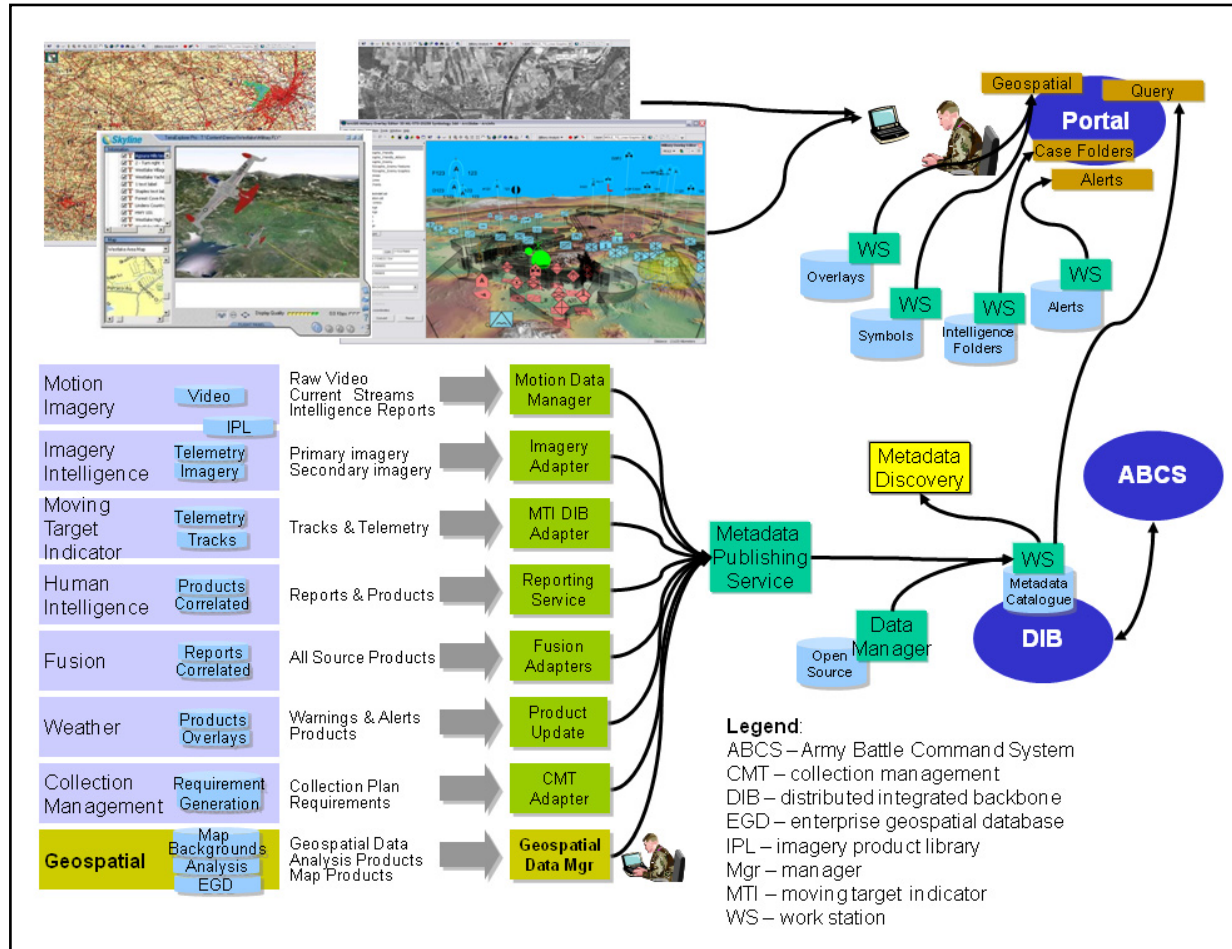 Skyline
Geospatial
Query
Portal
Case Folders
Alerts
WS
Overlays
WS
Symbols
WS
Intelligence
Folders
WS
Alerts
Motion
Imagery
Video
IPL
Raw Video
Current Streams
Intelligence Reports
Motion Data
Manager
Imagery
Intelligence
Telemetry
Imagery
Primary imagery
Secondary imagery
Imagery
Adapter
Moving
Target
Indicator
Telemetry
Tracks
Tracks & Telemetry
MTI DIB
Adapter
Human
Intelligence
Products
Correlated
Reports & Products
Reporting
Service
Fusion
Reports
Correlated
All Source Products
Fusion
Adapters
Weather
Products
Overlays
Warnings & Alerts
Products
Product
Update
Collection
Management
Requirement
Generation
Collection Plan
Requirements
CMT
Adapter
Geospatial
Map
Backgrounds
Analysis
EGD
Geospatial Data
Analysis Products
Map Products
Geospatial
Data Mgr
Metadata
Publishing
Service
Metadata
Discovery
ABCS
WS
Metadata
Catalogue
DIB
Data
Manager
Open
Source
Legend:
ABCS – Army Battle Command System
CMT – collection management
DIB – distributed integrated backbone
EGD – enterprise geospatial database
IPL – imagery product library
Mgr – manager
MTI – moving target indicator
WS – work station